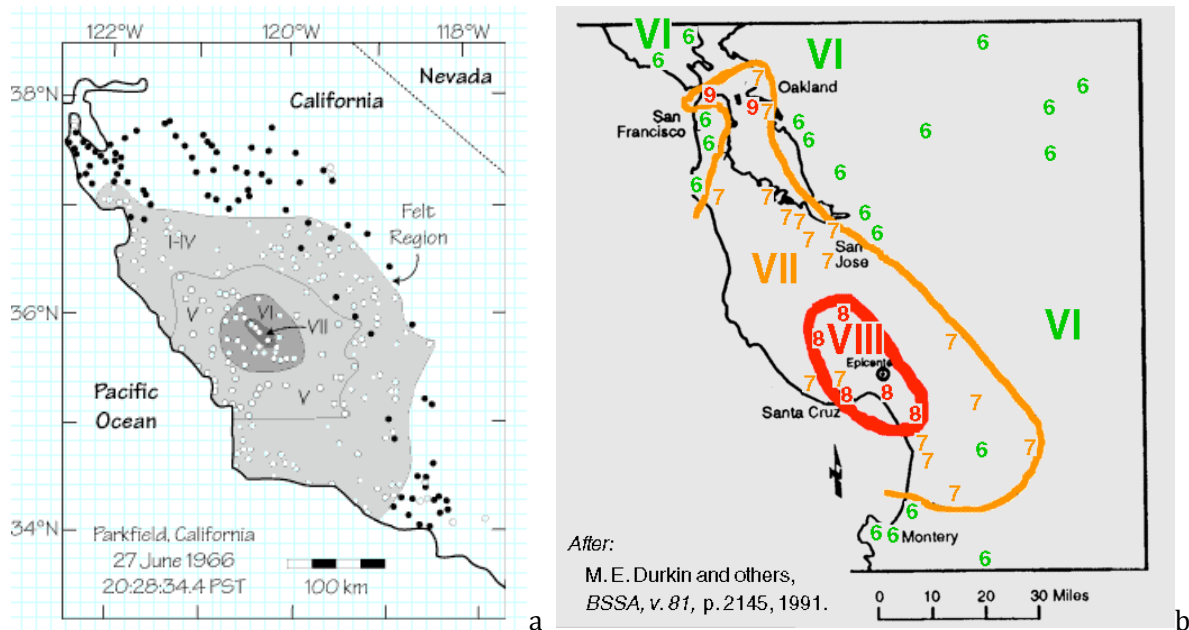 122°W 120°W 118°W
38°N
36°N
34°N
Nevada
California
Felt
Region
I-IV
V
VI
VII
V
Pacific
Ocean
Parkfield, California
27 June 1966
20:28:34.4 PST
100 km
a
VI
6
6
VI
6
6
6
6
6
7
Oakland
9
9
7
San
Francisco
6
6
6
6
6
6
7
7
7
7
7
7
6
6
San
Jose
7
VII
VI
8
8
VIII
Epicente
7
7
7
8
8
8
7
Santa Cruz
7
7
6
7
7
6
6
6
Montery
6
After:
M. E. Durkin and others,
BSSA, v. 81, p. 2145, 1991.
0 10 20 30 Miles
b